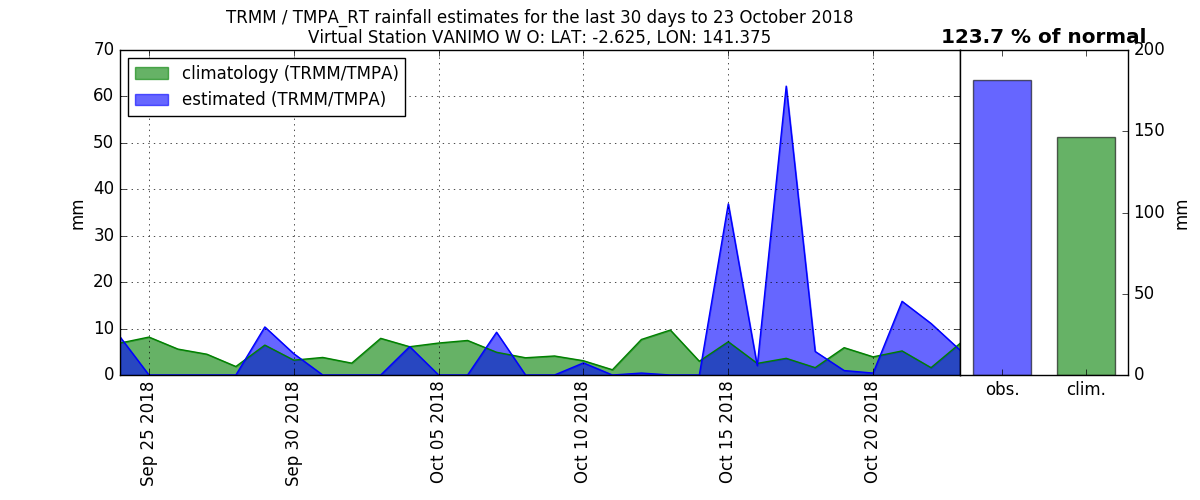 TRMM / TMPA_RT rainfall estimates for the last 30 days to 23 October 2018
Virtual Station VANIMO W O: LAT: -2.625, LON: 141.375
123.7 % of normal
climatology (TRMM/TMPA)
estimated (TRMM/TMPA)
mm
70
60
50
40
30
20
10
0
Sep 25 2018
Sep 30 2018
Oct 05 2018
Oct 10 2018
Oct 15 2018
Oct 20 2018
obs.
clim.
200
150
100
50
0
mm